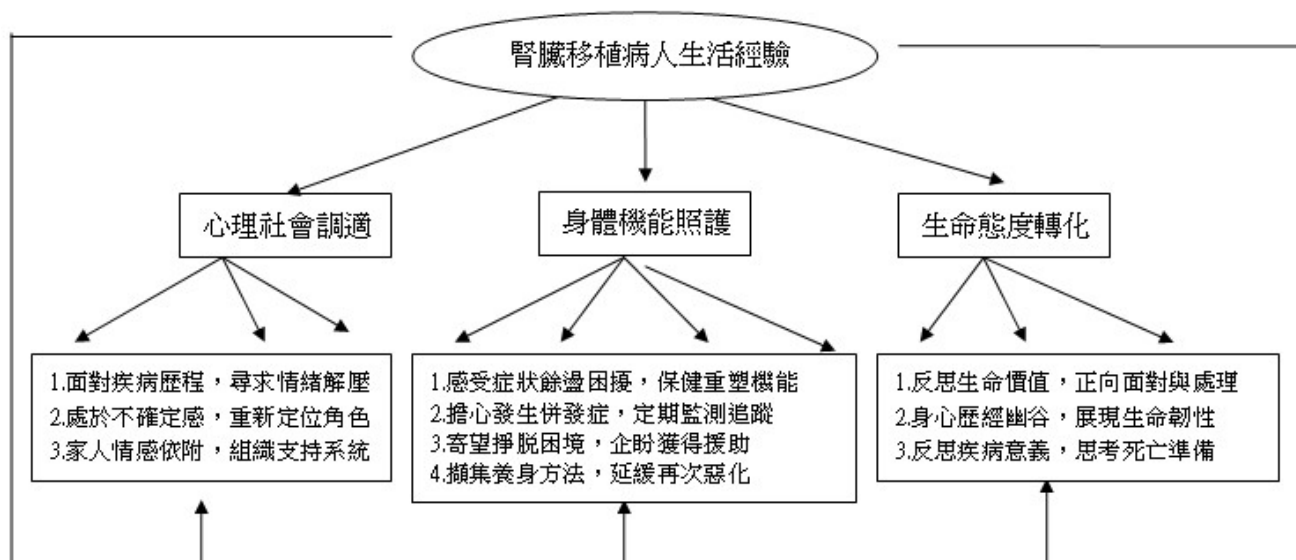 腎臟移植病人生活經驗
心理社會調適
身體機能照護
生命態度轉化
1.面對疾病歷程，尋求情緒解壓
2.處於不確定感，重新定位角色
3.家人情感依附，組織支持系統
1.感受症狀餘邊困擾，保健重塑機能
2.擔心發生併發症，定期監測追蹤
3.寄望掙脱困境，企盼獲得援助
4.擷集養身方法，延緩再次惡化
1.反思生命價值，正向面對與處理
2.身心歷經幽谷，展現生命韌性
3.反思疾病意義，思考死亡準備